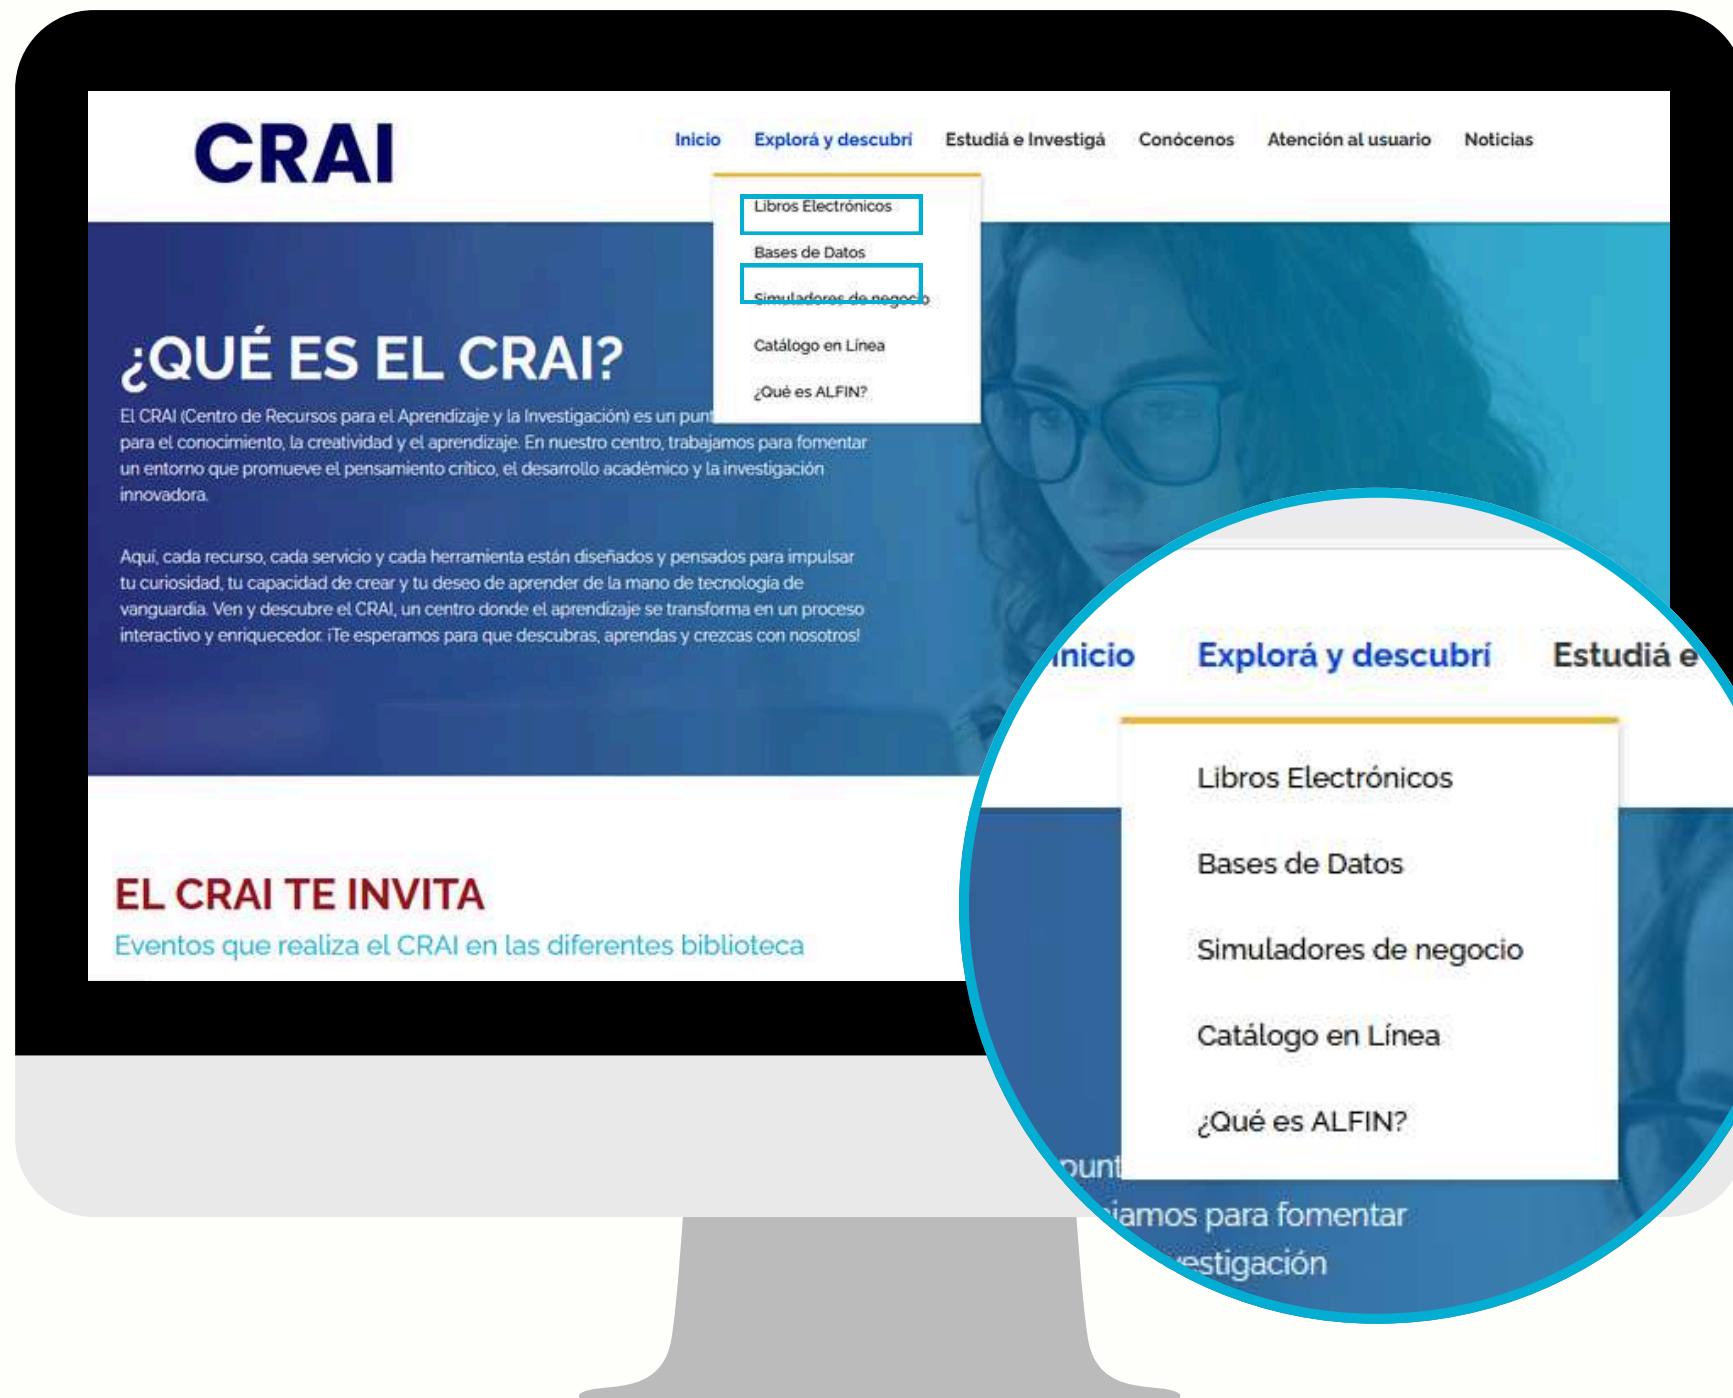 CRAI
Inicio
Explorá y descubrí
Estudiá e Investigá
Conócenos
Atención al usuario
Noticias
Libros Electrónicos
Bases de Datos
Simuladores de negocio
Catálogo en Línea
¿Qué es ALFIN?
¿QUÉ ES EL CRAI?
El CRAI (Centro de Recursos para el Aprendizaje y la Investigación) es un punt
para el conocimiento, la creatividad y el aprendizaje. En nuestro centro, trabajamos para fomentar
un entorno que promueve el pensamiento crítico, el desarrollo académico y la investigación
innovadora.
Aquí, cada recurso, cada servicio y cada herramienta están diseñados y pensados para impulsar
tu curiosidad, tu capacidad de crear y tu deseo de aprender de la mano de tecnología de
vanguardia. Ven y descubre el CRAI, un centro donde el aprendizaje se transforma en un proceso
interactivo y enriquecedor. ¡Te esperamos para que descubras, aprendas y crezcas con nosotros!
EL CRAI TE INVITA
Eventos que realiza el CRAI en las diferentes biblioteca
Inicio
Explorá y descubrí
Estudiá e
Libros Electrónicos
Bases de Datos
Simuladores de negocio
Catálogo en Línea
¿Qué es ALFIN?
punt
jamos para fomentar
vestigación